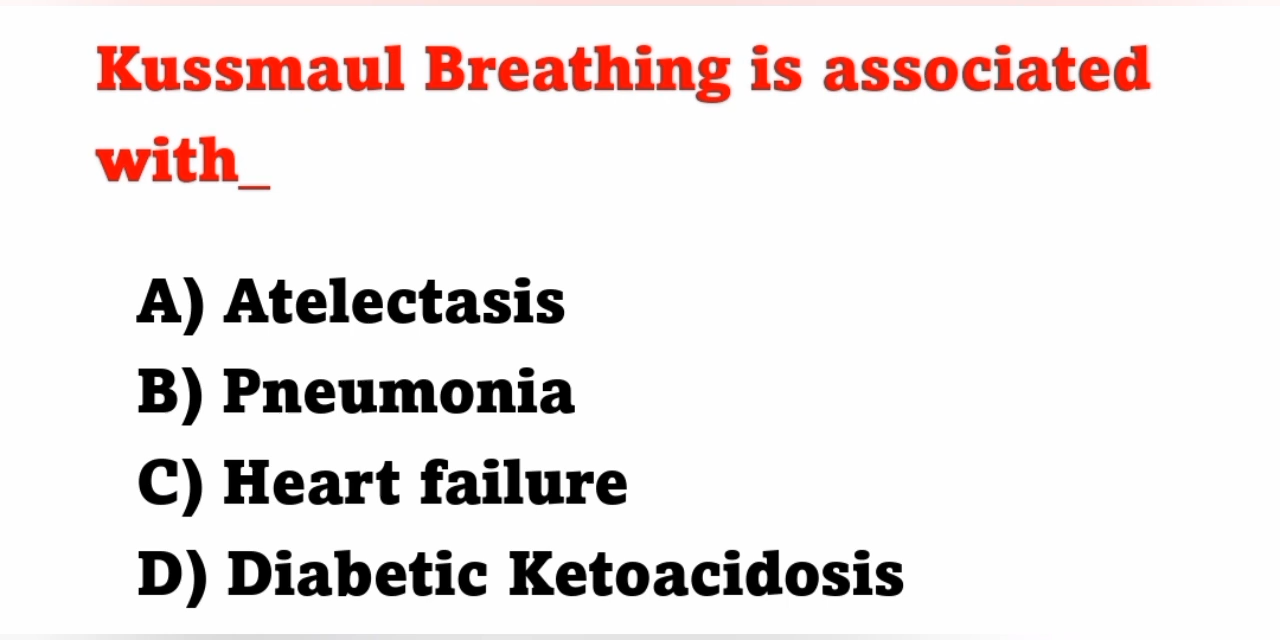 Kussmaul Breathing is associated
with_
A) Atelectasis
B) Pneumonia
C) Heart failure
D) Diabetic Ketoacidosis